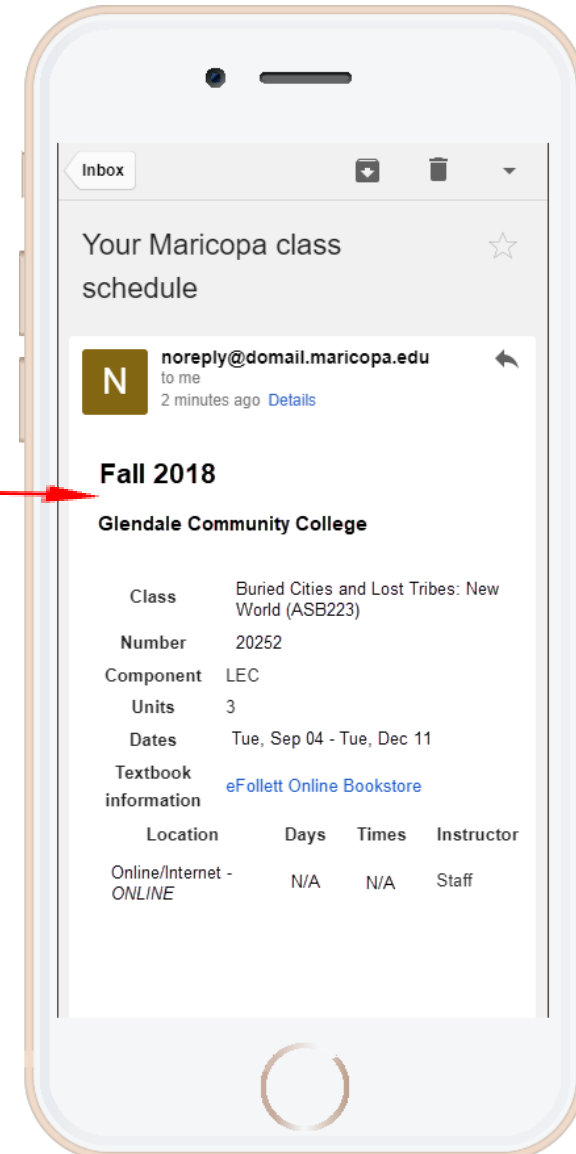 Inbox
Your Maricopa class
schedule
N
noreply@domail.maricopa.edu
to me
2 minutes ago Details
Fall 2018
Glendale Community College
Class Buried Cities and Lost Tribes: New
World (ASB223)
Number 20252
Component LEC
Units 3
Dates Tue, Sep 04 - Tue, Dec 11
Textbook
information eFollett Online Bookstore
Location Days Times Instructor
Online/Internet - N/A N/A Staff
ONLINE